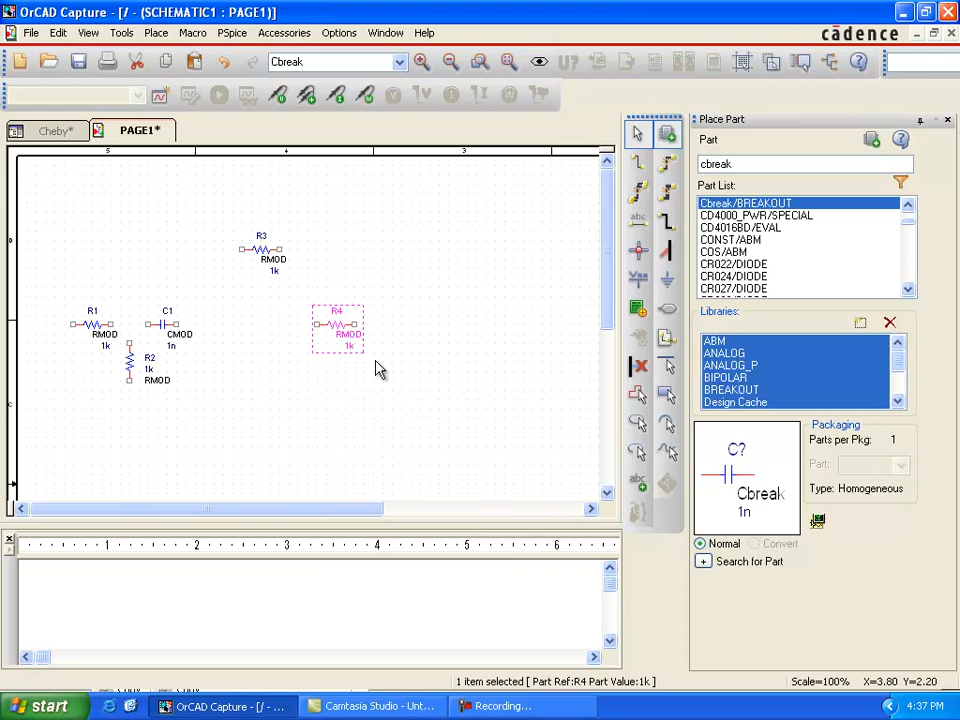 OrCAD Capture - [/ - (SCHEMATIC1 : PAGE1)]
File Edit View Tools Place Macro PSpice Accessories Options Window Help
cādence
Cbreak
U?
V V I I W
Cheby*
PAGE1*
5 4 3
D
C
R3
RMOD
1k
R1
RMOD
1k
C1
CMOD
1n
R2
1k
RMOD
R4
RMOD
1k
abc
abc
Place Part
Part
cbreak
Part List:
Cbreak/BREAKOUT
CD4000_PWR/SPECIAL
CD4016BD/EVAL
CONST/ABM
COS/ABM
CR022/DIODE
CR024/DIODE
CR027/DIODE
Libraries:
ABM
ANALOG
ANALOG_P
BIPOLAR
BREAKOUT
Design Cache
C?
Cbreak
1n
Packaging
Parts per Pkg: 1
Part:
Type: Homogeneous
Normal Convert
+ Search for Part
1 2 3 4 5 6
1 item selected [ Part Ref:R4 Part Value:1k ]
Scale=100% X=3.80 Y=2.20
start
OrCAD Capture - [/ - ...
Camtasia Studio - Unt...
Recording...
4:37 PM